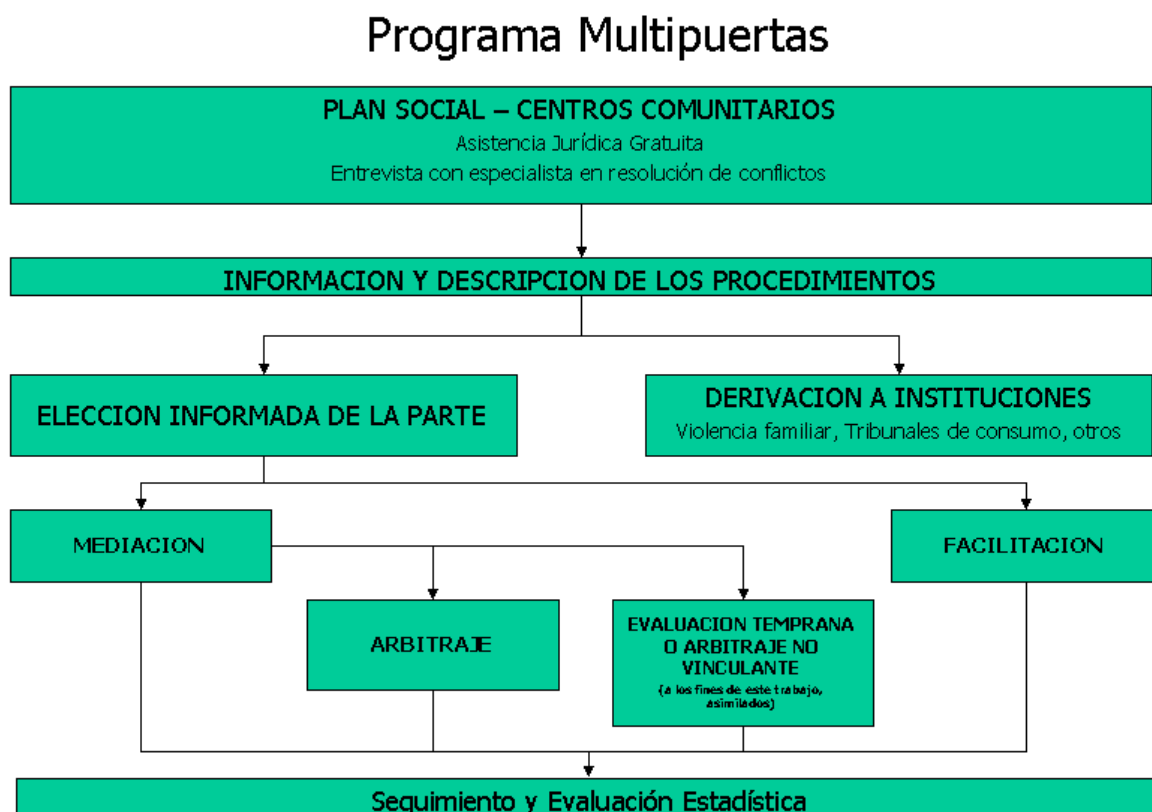 Programa Multipuertas
PLAN SOCIAL – CENTROS COMUNITARIOS
Asistencia Jurídica Gratuita
Entrevista con especialista en resolución de conflictos
INFORMACION Y DESCRIPCION DE LOS PROCEDIMIENTOS
ELECCION INFORMADA DE LA PARTE
DERIVACION A INSTITUCIONES
Violencia familiar, Tribunales de consumo, otros
MEDIACION
FACILITACION
ARBITRAJE
EVALUACION TEMPRANA
O ARBITRAJE NO
VINCULANTE
(a los fines de este trabajo,
asimilados)
Seguimiento y Evaluación Estadística